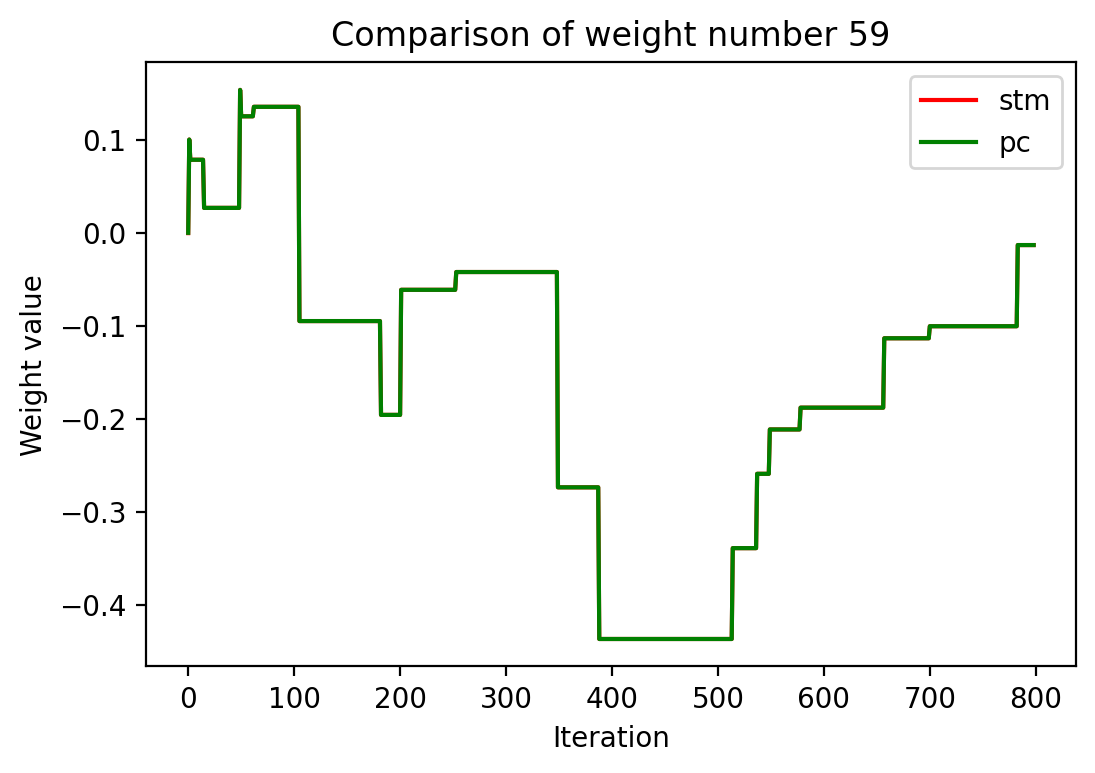 Comparison of weight number 59
stm
pc
0.1
0.0
−0.1
−0.2
−0.3
−0.4
Weight value
0 100 200 300 400 500 600 700 800
Iteration